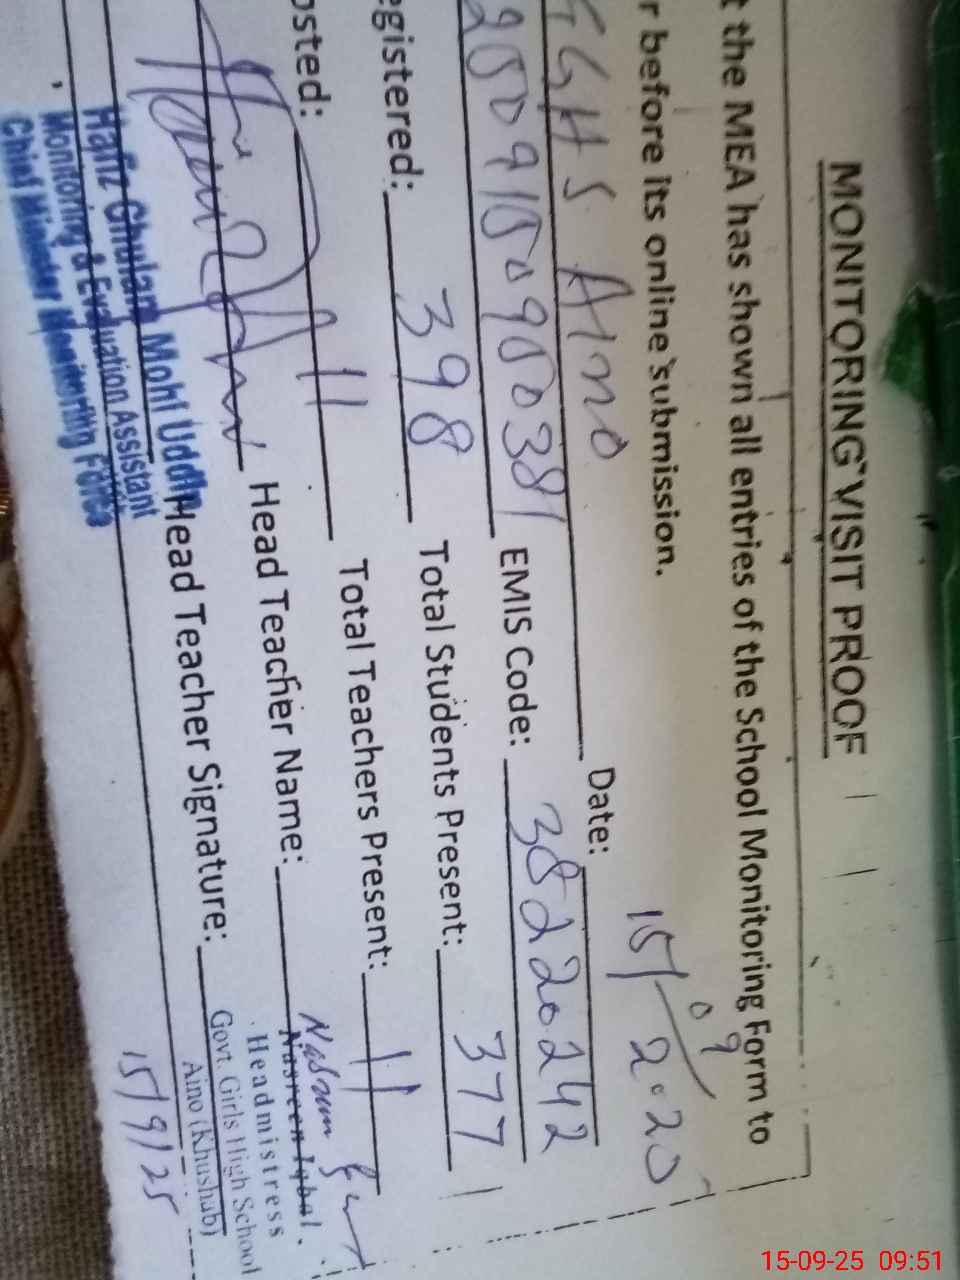 MONITORING VISIT PROOF
t the MEA has shown all entries of the School Monitoring Form to
r before its online submission.
GGHS Aino Date: 15/09/2025
EMIS Code: 38220242
egistered: 398 Total Students Present: 377
osted: 11 Total Teachers Present: 11
Head Teacher Name:
Nasreen Iqbal.
Headmistress
Govt. Girls High School
Aino (Khushab)
Head Teacher Signature:
15/9/25
Hafiz Ghulam Mohi Uddin
Monitoring & Evaluation Assistant
Chief Minister Monitoring Force
15-09-25 09:51